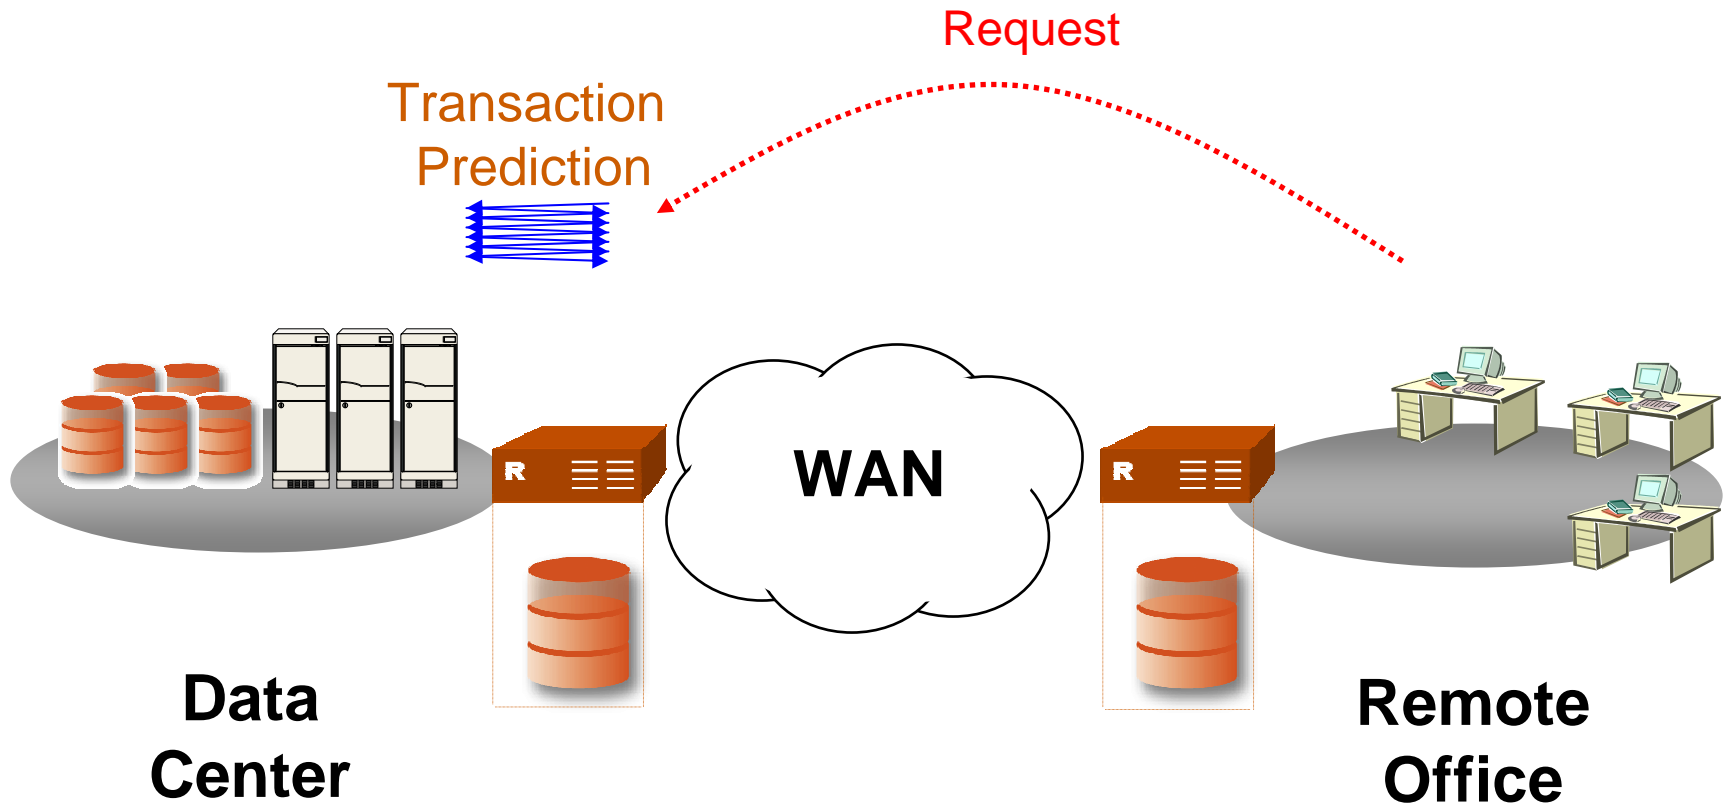 Request
Transaction
Prediction
WAN
R
R
Data
Center
Remote
Office